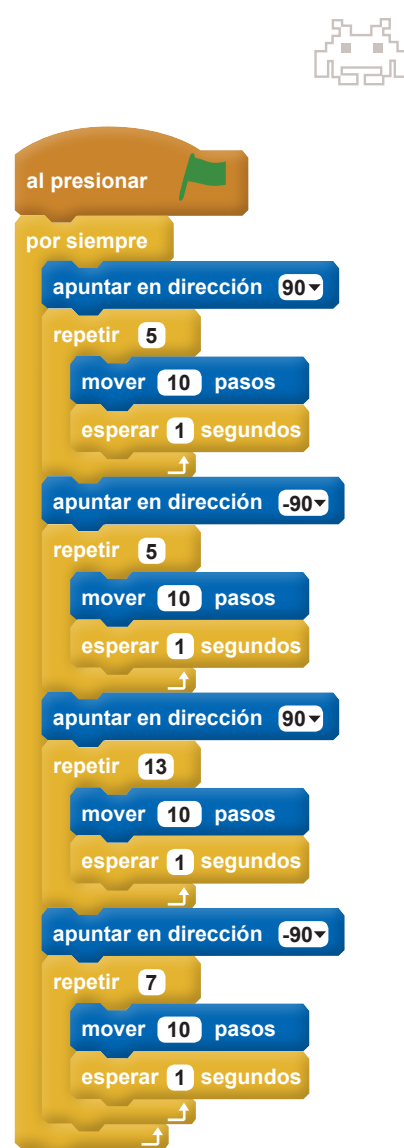 al presionar
por siempre
apuntar en dirección 90
repetir 5
mover 10 pasos
esperar 1 segundos
apuntar en dirección -90
repetir 5
mover 10 pasos
esperar 1 segundos
apuntar en dirección 90
repetir 13
mover 10 pasos
esperar 1 segundos
apuntar en dirección -90
repetir 7
mover 10 pasos
esperar 1 segundos